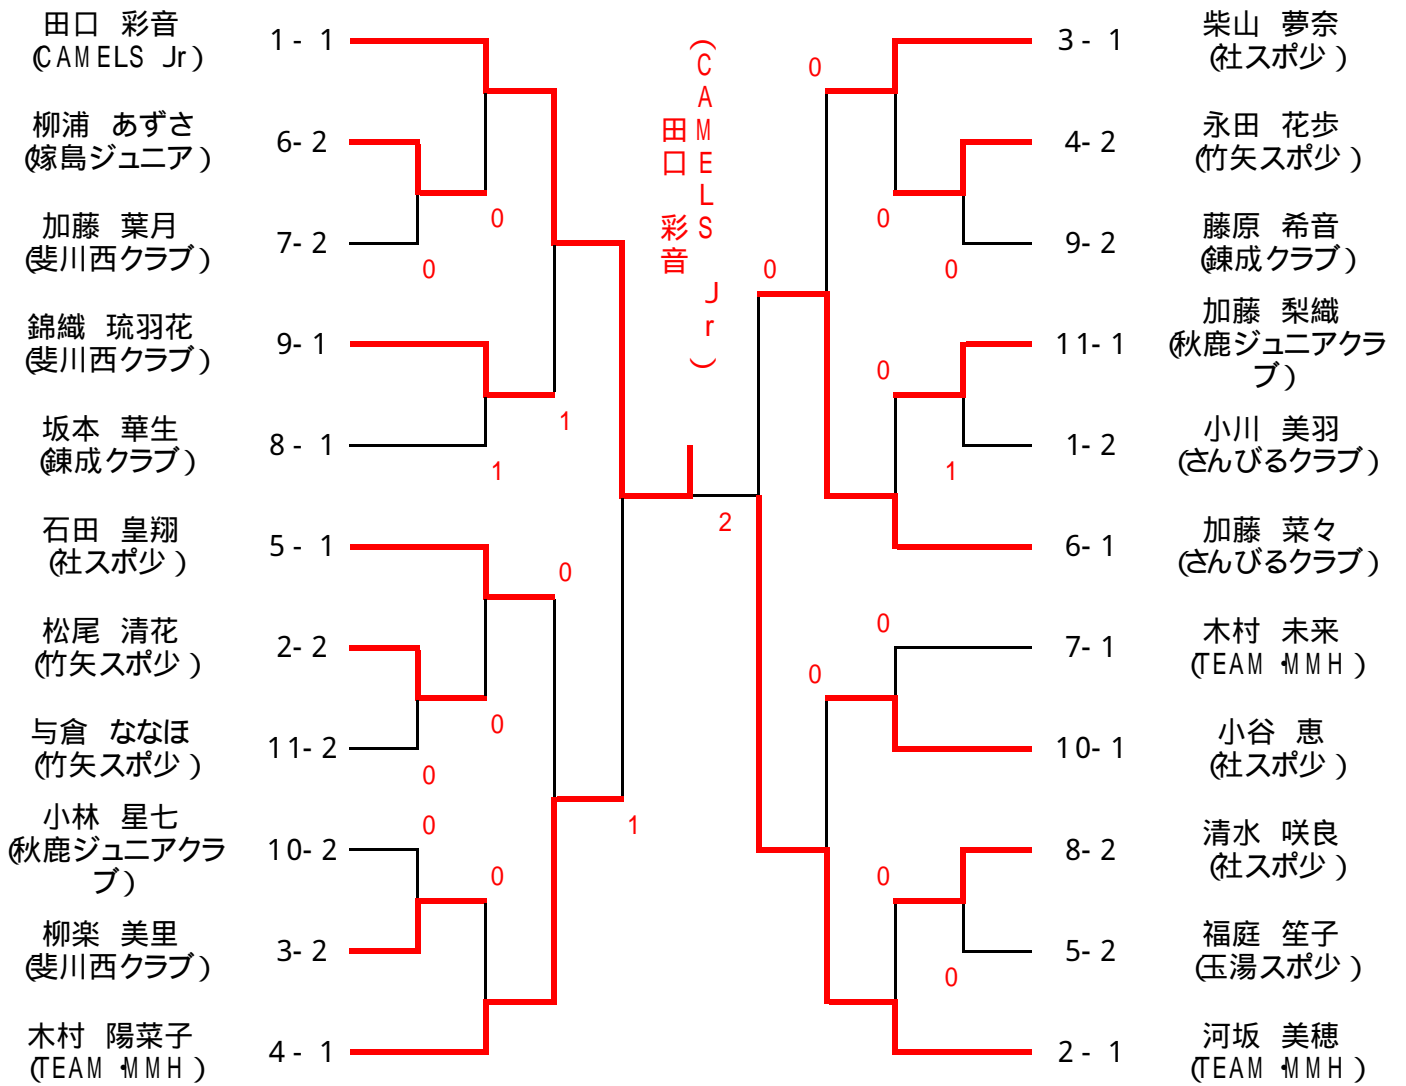 田口 彩音
(CAMELS Jr)
1-1
柳浦 あずさ
(嫁島ジュニア)
6-2
0
加藤 葉月
(斐川西クラブ)
7-2
0
錦織 琉羽花
(斐川西クラブ)
9-1
1
坂本 華生
(錬成クラブ)
8-1
1
石田 皇翔
(社スポ少)
5-1
0
松尾 清花
(竹矢スポ少)
2-2
0
与倉 ななほ
(竹矢スポ少)
11-2
0
小林 星七
(秋鹿ジュニアクラ
ブ)
10-2
0
0
1
柳楽 美里
(斐川西クラブ)
3-2
木村 陽菜子
(TEAM・MMH)
4-1
(CAMELS Jr)
田口 彩音
2
0
3-1
柴山 夢奈
(社スポ少)
4-2
永田 花歩
(竹矢スポ少)
0
9-2
藤原 希音
(錬成クラブ)
0
0
11-1
加藤 梨織
(秋鹿ジュニアクラ
ブ)
0
1-2
小川 美羽
(さんびるクラブ)
1
6-1
加藤 菜々
(さんびるクラブ)
0
7-1
木村 未来
(TEAM・MMH)
0
10-1
小谷 恵
(社スポ少)
8-2
清水 咲良
(社スポ少)
0
5-2
福庭 笙子
(玉湯スポ少)
0
2-1
河坂 美穂
(TEAM・MMH)